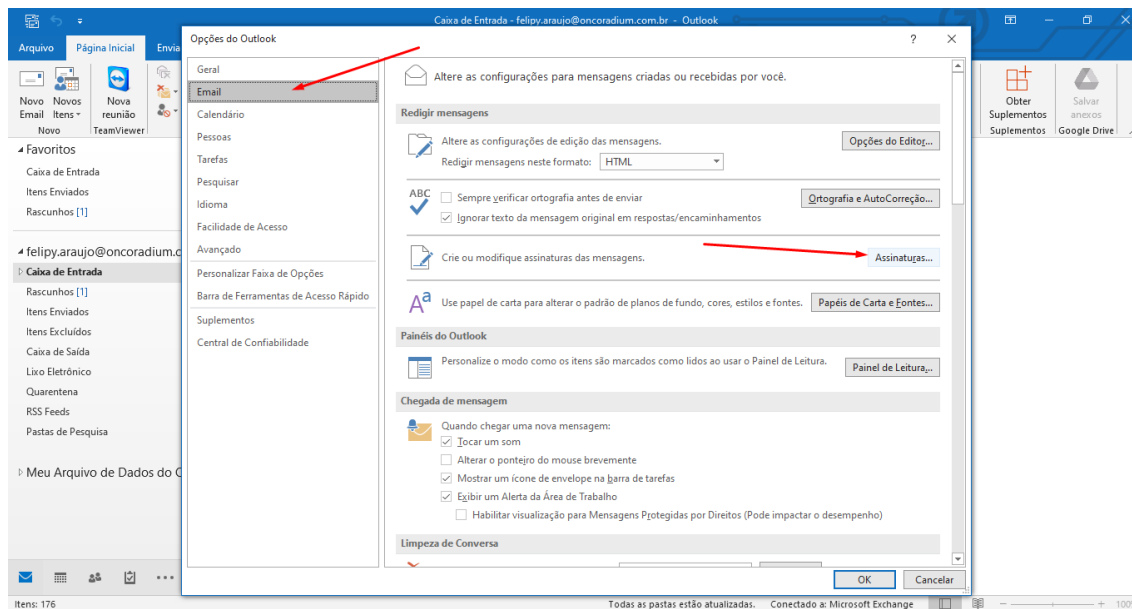 Caixa de Entrada - felipy.araujo@oncoradium.com.br - Outlook
Arquivo
Página Inicial
Envia
Novo Email
Novos Itens
Nova reunião
Novo
TeamViewer
Obter Suplementos
Salvar anexos
Suplementos
Google Drive
Favoritos
Caixa de Entrada
Itens Enviados
Rascunhos [1]
felipy.araujo@oncoradium.c
Caixa de Entrada
Rascunhos [1]
Itens Enviados
Itens Excluídos
Caixa de Saída
Lixo Eletrônico
Quarentena
RSS Feeds
Pastas de Pesquisa
Meu Arquivo de Dados do O
Opções do Outlook
?
Geral
Email
Calendário
Pessoas
Tarefas
Pesquisar
Idioma
Facilidade de Acesso
Avançado
Personalizar Faixa de Opções
Barra de Ferramentas de Acesso Rápido
Suplementos
Central de Confiabilidade
Altere as configurações para mensagens criadas ou recebidas por você.
Redigir mensagens
Altere as configurações de edição das mensagens.
Opções do Editor...
Redigir mensagens neste formato: HTML
ABC
Sempre verificar ortografia antes de enviar
Ortografia e AutoCorreção...
Ignorar texto da mensagem original em respostas/encaminhamentos
Crie ou modifique assinaturas das mensagens.
Assinaturas...
Aa
Use papel de carta para alterar o padrão de planos de fundo, cores, estilos e fontes.
Papéis de Carta e Fontes...
Painéis do Outlook
Personalize o modo como os itens são marcados como lidos ao usar o Painel de Leitura.
Painel de Leitura...
Chegada de mensagem
Quando chegar uma nova mensagem:
Tocar um som
Alterar o ponteiro do mouse brevemente
Mostrar um ícone de envelope na barra de tarefas
Exibir um Alerta da Área de Trabalho
Habilitar visualização para Mensagens Protegidas por Direitos (Pode impactar o desempenho)
Limpeza de Conversa
OK
Cancelar
Itens: 176
Todas as pastas estão atualizadas.
Conectado a: Microsoft Exchange
100